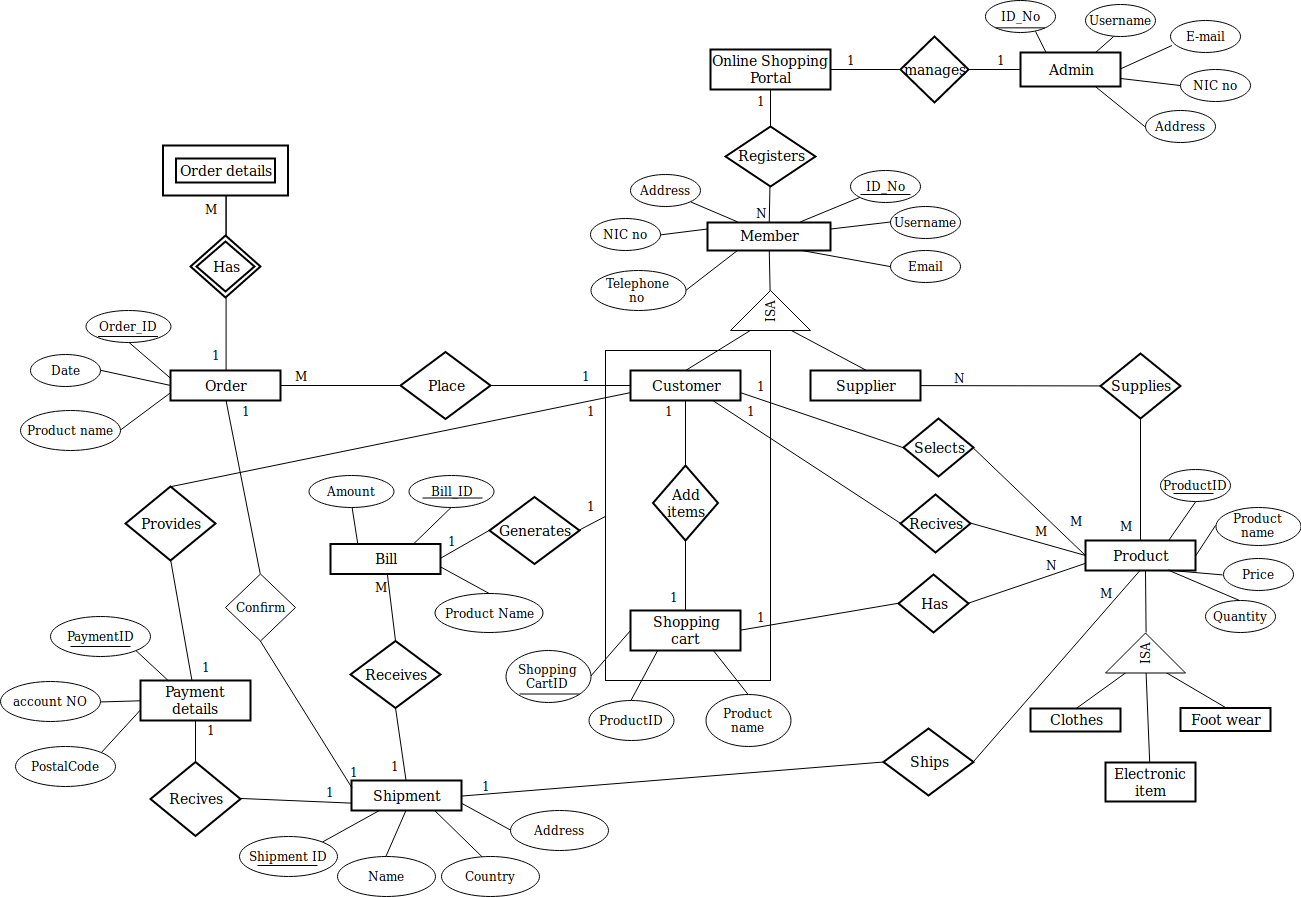 ID_No
Username
E-mail
Online Shopping
Portal
1
manages
1
Admin
NIC no
1
Address
Registers
Order details
Address
ID_No
M
N
Username
NIC no
Member
Has
Email
Telephone
no
ISA
Order_ID
1
Date
Order
M
Place
1
Customer
1
Supplier
N
Supplies
1
1
1
1
Product name
Selects
Amount
Bill_ID
ProductID
Add
items
1
Provides
Generates
Recives
M
M
M
Product
name
1
Bill
Product
N
Price
M
M
Confirm
Product Name
1
Has
1
Quantity
Shopping
cart
PaymentID
ISA
1
Receives
Shopping
CartID
account NO
Payment
details
ProductID
Product
name
Clothes
Foot wear
1
PostalCode
1
1
Ships
Electronic
item
Recives
1
Shipment
1
Address
Shipment ID
Name
Country